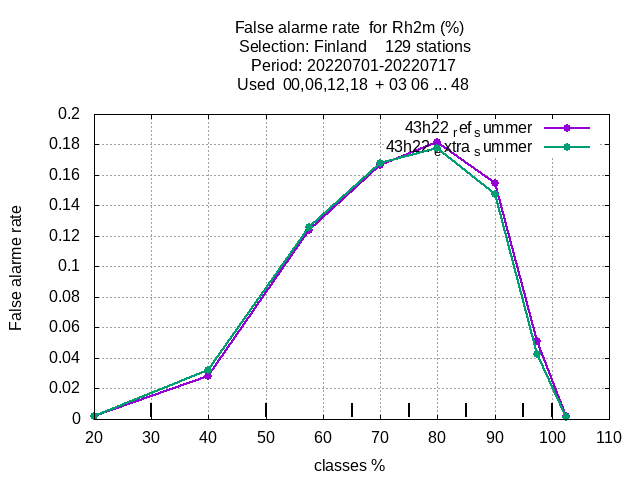 False alarme rate  for Rh2m (%)
Selection: Finland    129 stations
Period: 20220701-20220717
Used  00,06,12,18  + 03 06 ... 48
43h22_ref_summer
43h22_extra_summer
0.2
0.18
0.16
0.14
0.12
0.1
0.08
0.06
0.04
0.02
0
False alarme rate
20 30 40 50 60 70 80 90 100 110
classes %